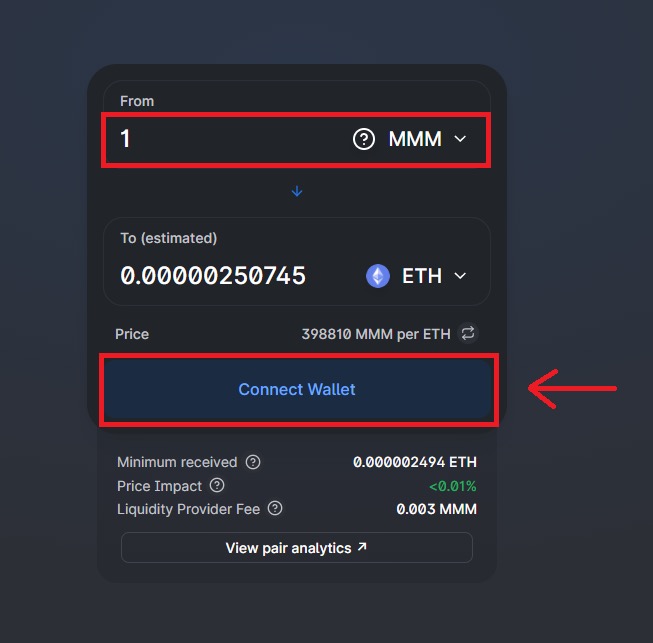 From
1 ? MMM
To (estimated)
0.00000250745 ETH
Price 398810 MMM per ETH
Connect Wallet
Minimum received ? 0.000002494 ETH
Price Impact ? <0.01%
Liquidity Provider Fee ? 0.003 MMM
View pair analytics ↗